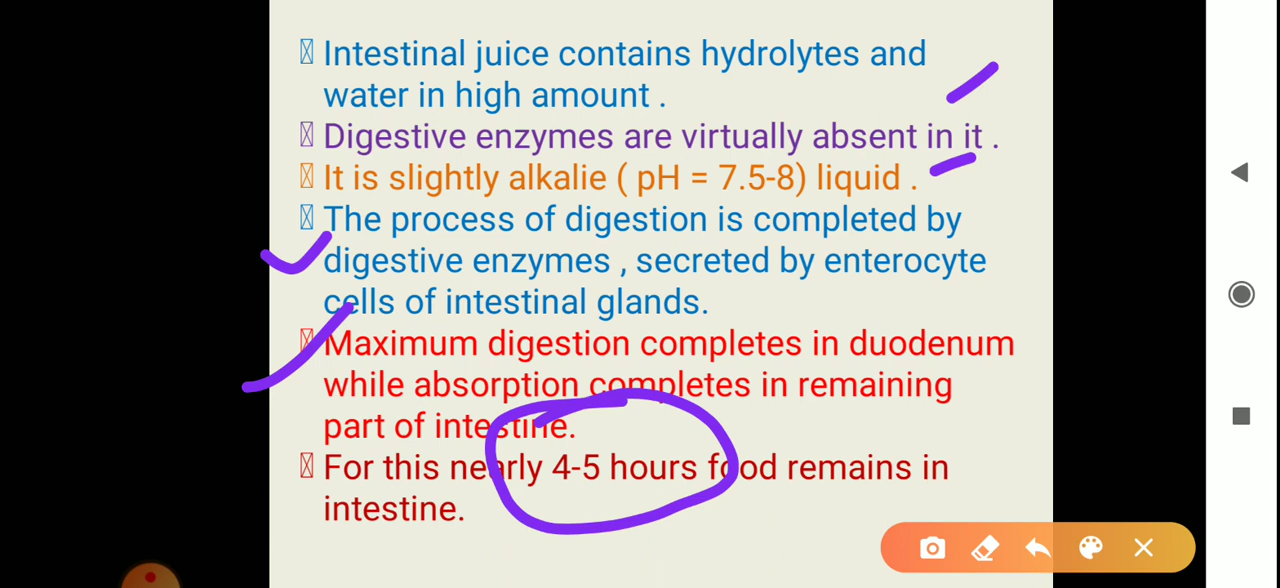 Intestinal juice contains hydrolytes and
water in high amount .
Digestive enzymes are virtually absent in it .
It is slightly alkalie ( pH = 7.5-8) liquid .
The process of digestion is completed by
digestive enzymes , secreted by enterocyte
cells of intestinal glands.
Maximum digestion completes in duodenum
while absorption completes in remaining
part of intestine.
For this nearly 4-5 hours food remains in
intestine.